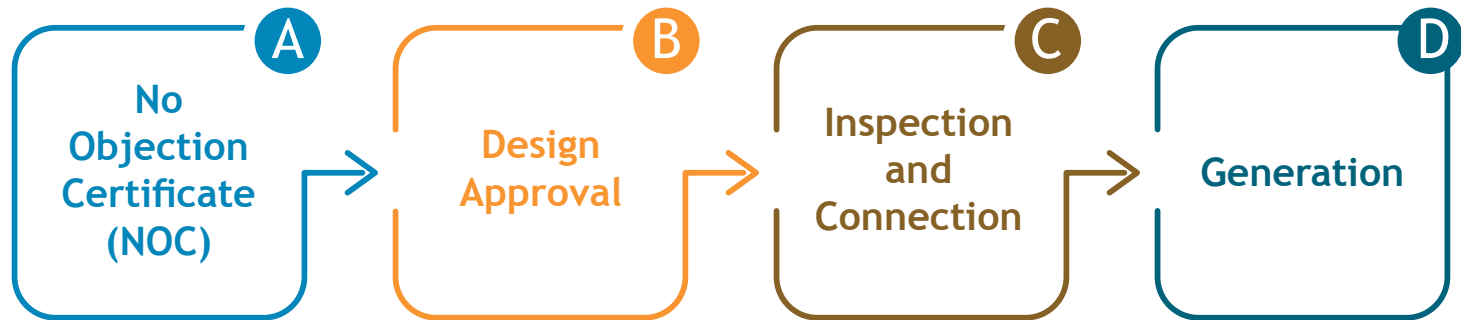 A
No
Objection
Certificate
(NOC)
B
Design
Approval
C
Inspection
and
Connection
D
Generation